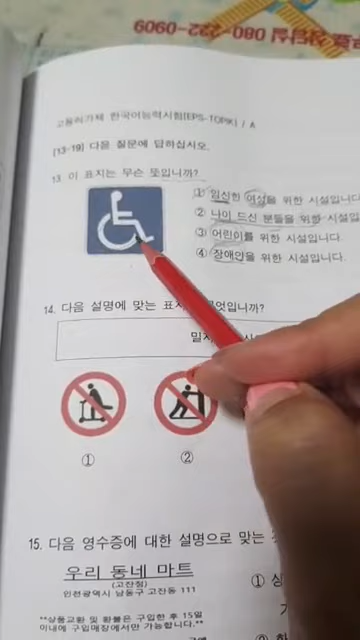 고용허가제 한국어능력시험(EPS-TOPIK) / A
[13-19] 다음 질문에 답하십시오.
13. 이 표지는 무슨 뜻입니까?
① 임신한 여성을 위한 시설입니다
② 나이 드신 분들을 위한 시설입
③ 어린이를 위한 시설입니다.
④ 장애인을 위한 시설입니다.
14. 다음 설명에 맞는 표지 무엇입니까?
밀지
① ②
15. 다음 영수증에 대한 설명으로 맞는
우리 동네 마트
(고잔점)
인천광역시 남동구 고잔동 111
① 상
**상품교환 및 환불은 구입한 후 15일
이내에 구입매장에서만 가능합니다.**
②
080-222-0909